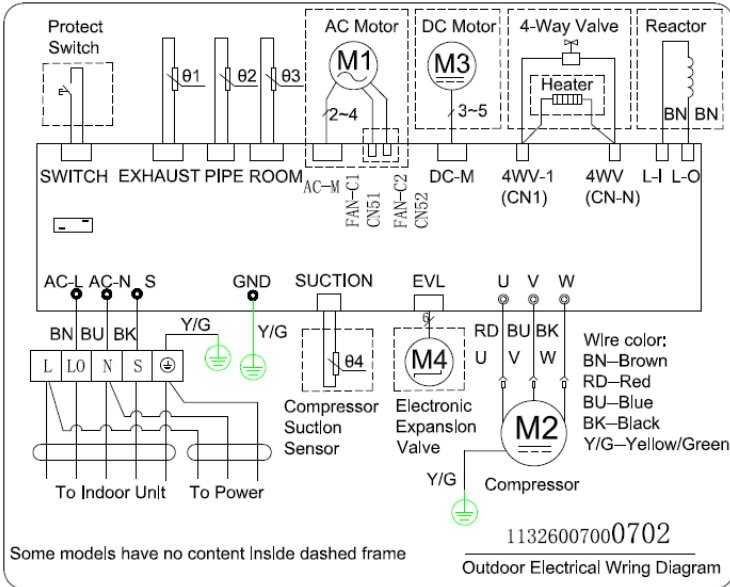 Protect
Switch
AC Motor
DC Motor
4-Way Valve
Reactor
θ1
θ2
θ3
M1
M3
Heater
2~4
3~5
BN
BN
SWITCH
EXHAUST
PIPE
ROOM
AC-M
FAN-C1
CN51
FAN-C2
CN52
DC-M
4WV-1
(CN1)
4WV
(CN-N)
L-I
L-O
AC-L
AC-N
S
GND
SUCTION
EVL
U
V
W
BN
BU
BK
Y/G
Y/G
6
RD
BU
BK
U
V
W
L
LO
N
S
θ4
M4
M2
Wire color:
BN—Brown
RD—Red
BU—Blue
BK—Black
Y/G—Yellow/Green
Compressor
Suction
Sensor
Electronic
Expansion
Valve
Y/G
Compressor
To Indoor Unit
To Power
11326007000702
Some models have no content inside dashed frame
Outdoor Electrical Wring Diagram